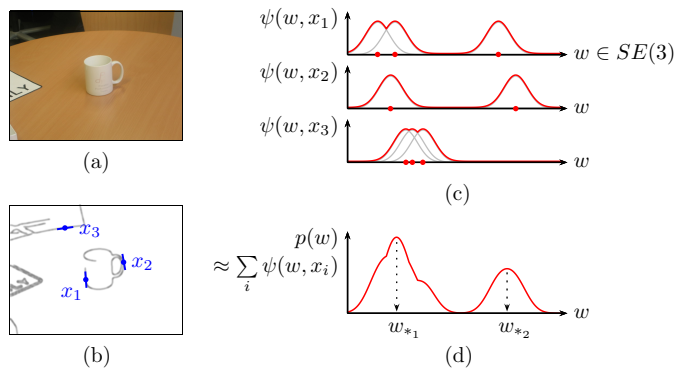 ψ(w, x₁)
w ∈ SE(3)
ψ(w, x₂)
w
ψ(w, x₃)
w
(a)
(c)
x₃
x₂
x₁
p(w)
≈ ∑ᵢ ψ(w, xᵢ)
w
w*₁
w*₂
(b)
(d)